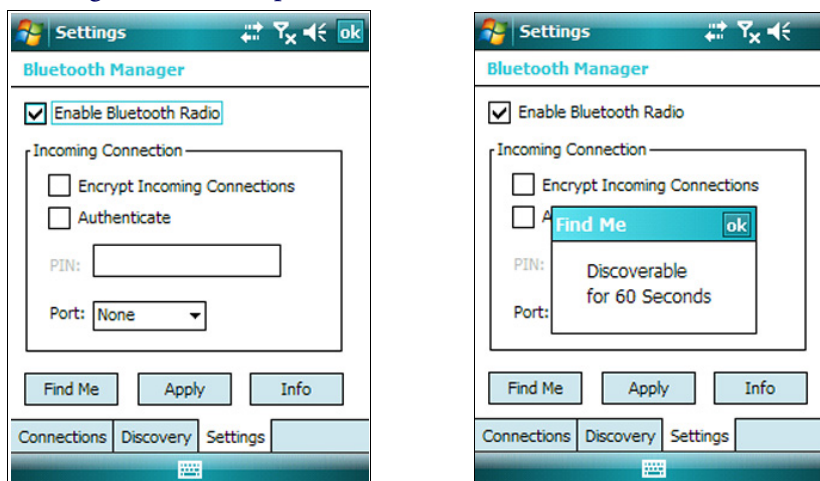 Settings
ok
Bluetooth Manager
Enable Bluetooth Radio
Incoming Connection
Encrypt Incoming Connections
Authenticate
PIN:
Port: None
Find Me Apply Info
Connections Discovery Settings
Settings
Bluetooth Manager
Enable Bluetooth Radio
Incoming Connection
Encrypt Incoming Connections
A
Find Me ok
PIN:
Discoverable
for 60 Seconds
Port:
Find Me Apply Info
Connections Discovery Settings